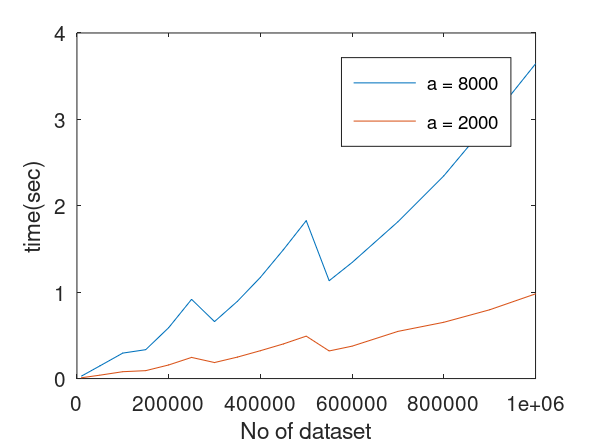 4
a = 8000
a = 2000
3
2
1
0
time(sec)
0 200000 400000 600000 800000 1e+06
No of dataset